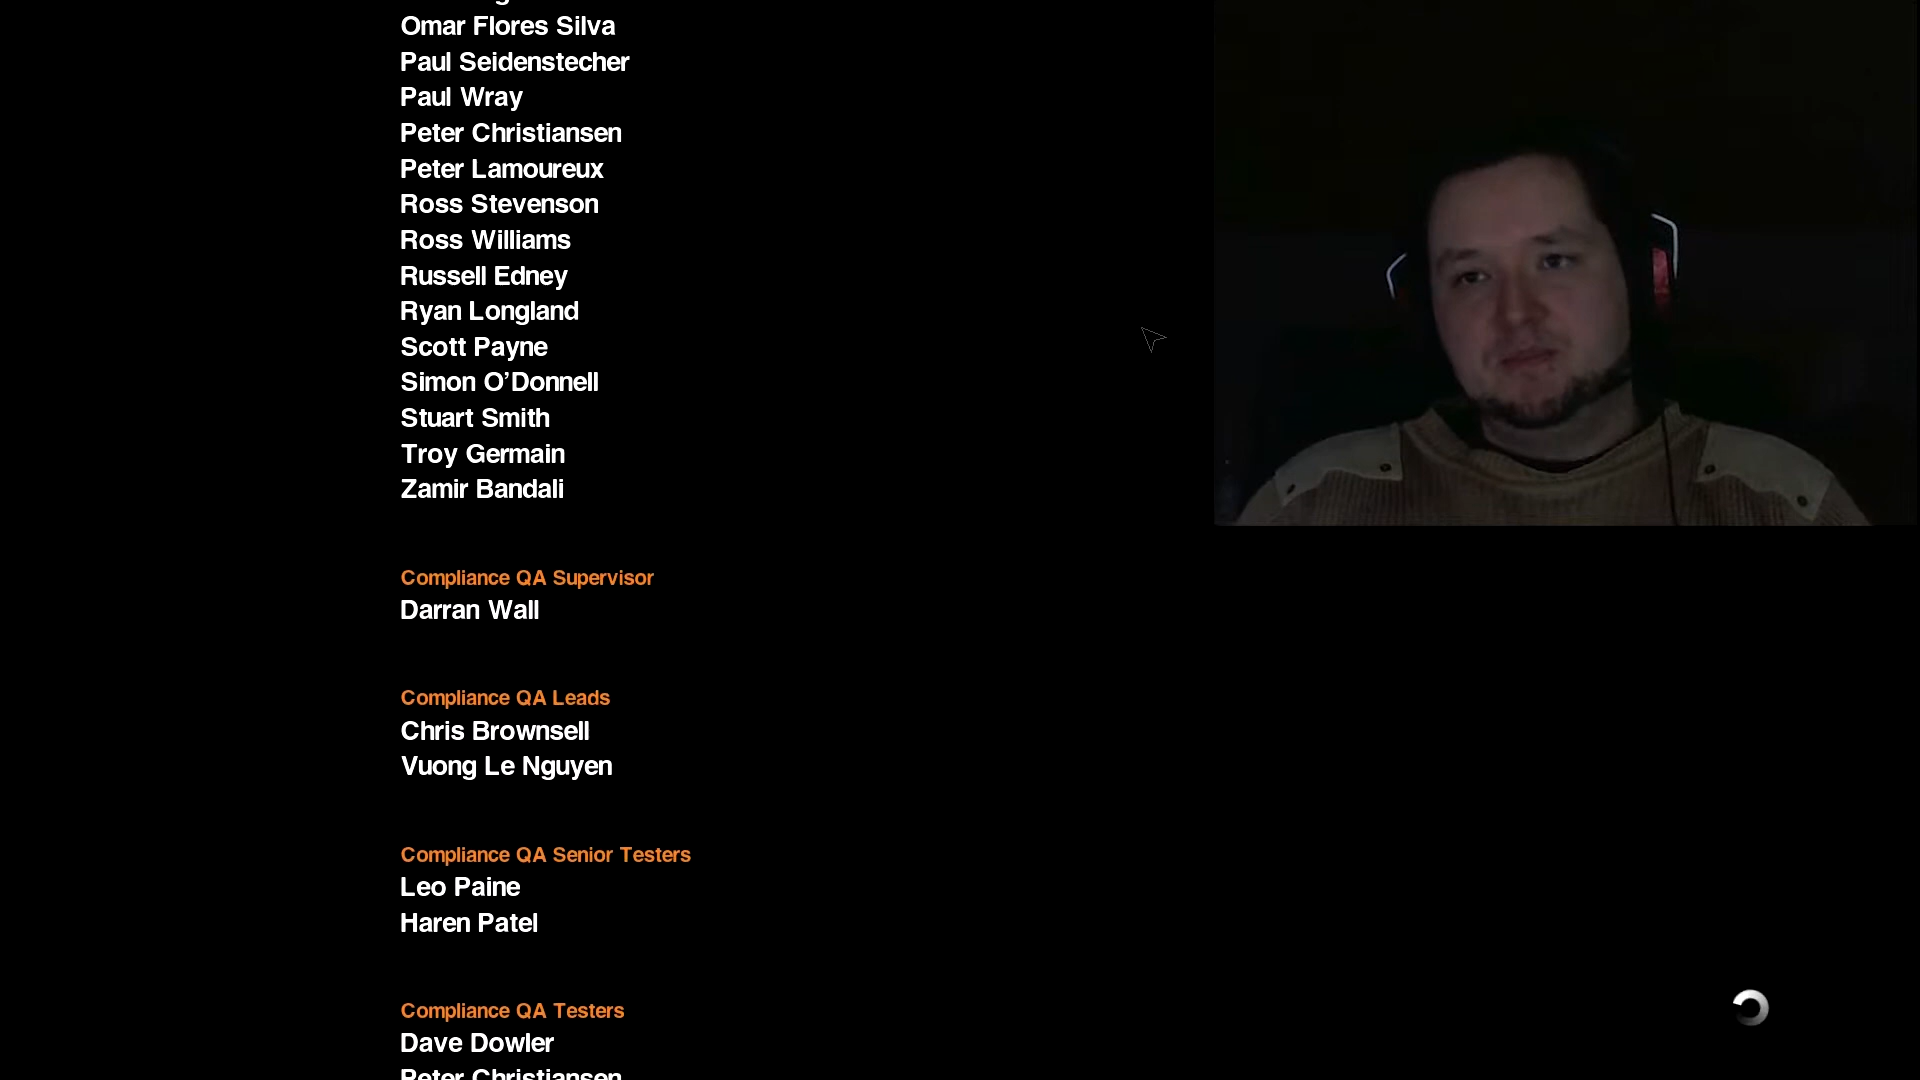 Omar Flores Silva
Paul Seidenstecher
Paul Wray
Peter Christiansen
Peter Lamoureux
Ross Stevenson
Ross Williams
Russell Edney
Ryan Longland
Scott Payne
Simon O’Donnell
Stuart Smith
Troy Germain
Zamir Bandali
Compliance QA Supervisor
Darran Wall
Compliance QA Leads
Chris Brownsell
Vuong Le Nguyen
Compliance QA Senior Testers
Leo Paine
Haren Patel
Compliance QA Testers
Dave Dowler
Peter Christiansen